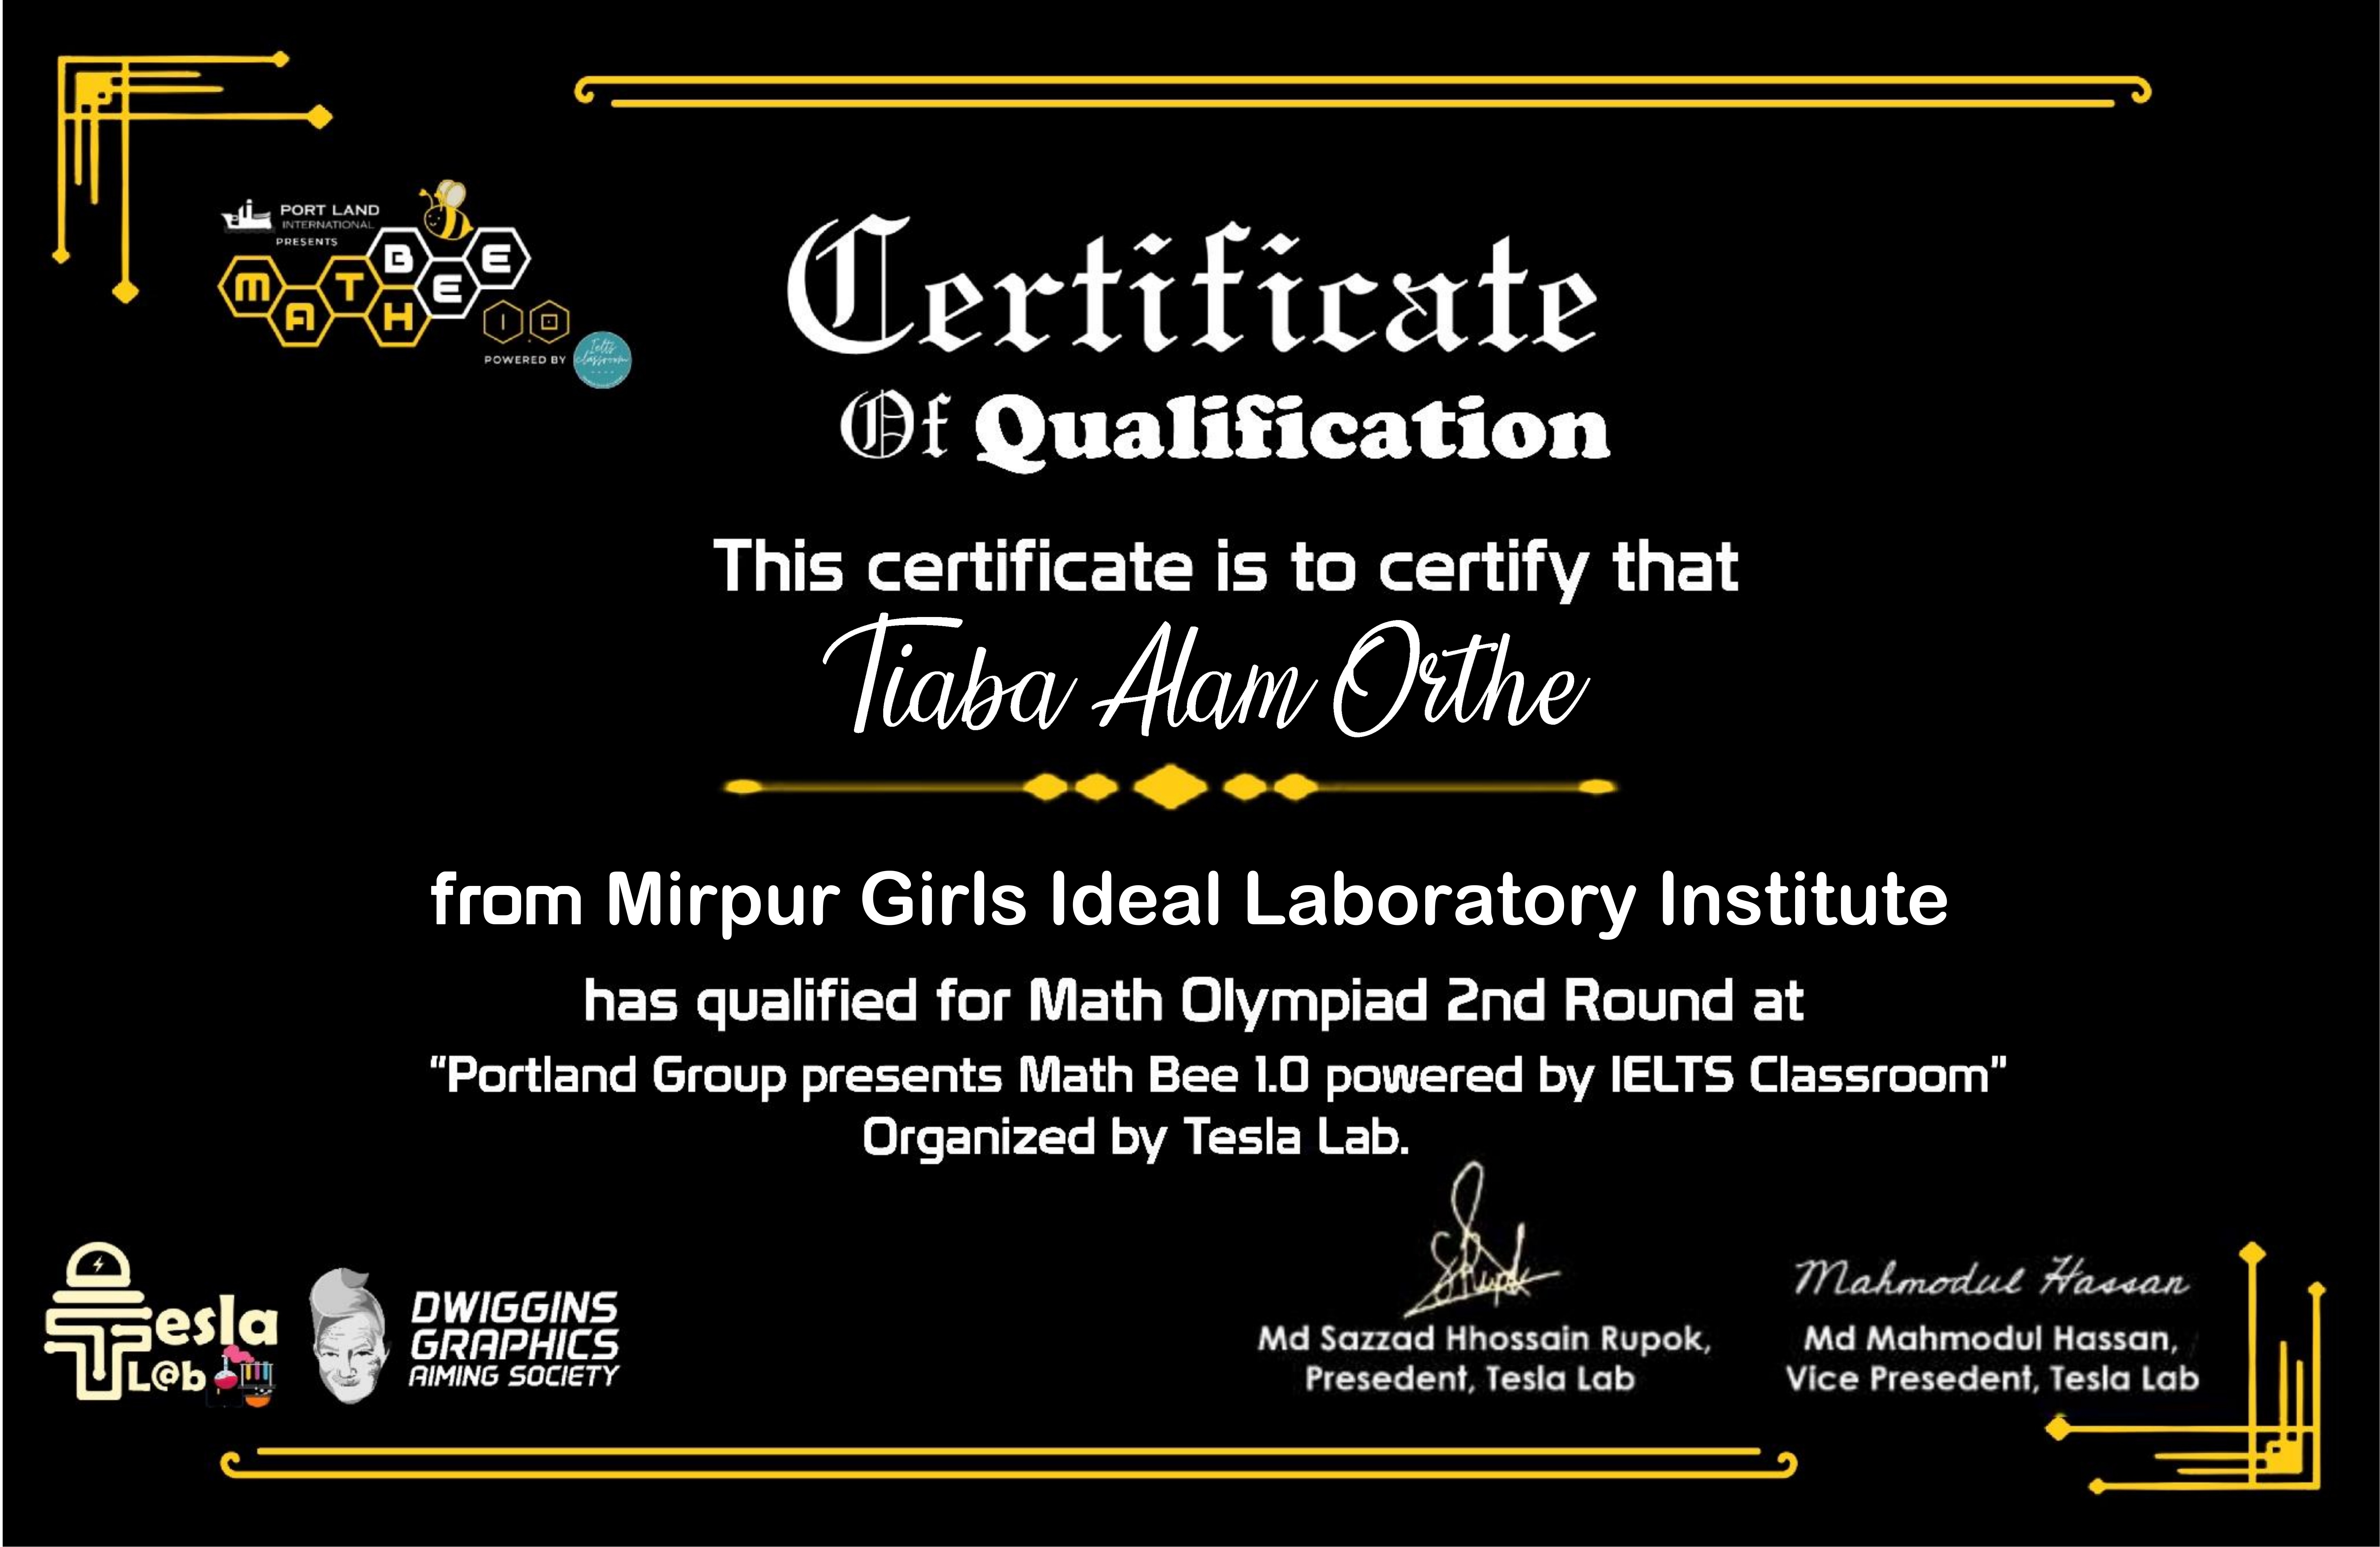 PORT LAND
INTERNATIONAL
PRESENTS
MATH BEE
1.0
POWERED BY
Ielts
classroom
Certificate
Of Qualification
This certificate is to certify that
Tiaba Alam Orthe
from Mirpur Girls Ideal Laboratory Institute
has qualified for Math Olympiad 2nd Round at
"Portland Group presents Math Bee 1.0 powered by IELTS Classroom"
Organized by Tesla Lab.
Tesla
L@b
DWIGGINS
GRAPHICS
AIMING SOCIETY
Md Sazzad Hhossain Rupok,
Presedent, Tesla Lab
Mahmodul Hassan
Md Mahmodul Hassan,
Vice Presedent, Tesla Lab